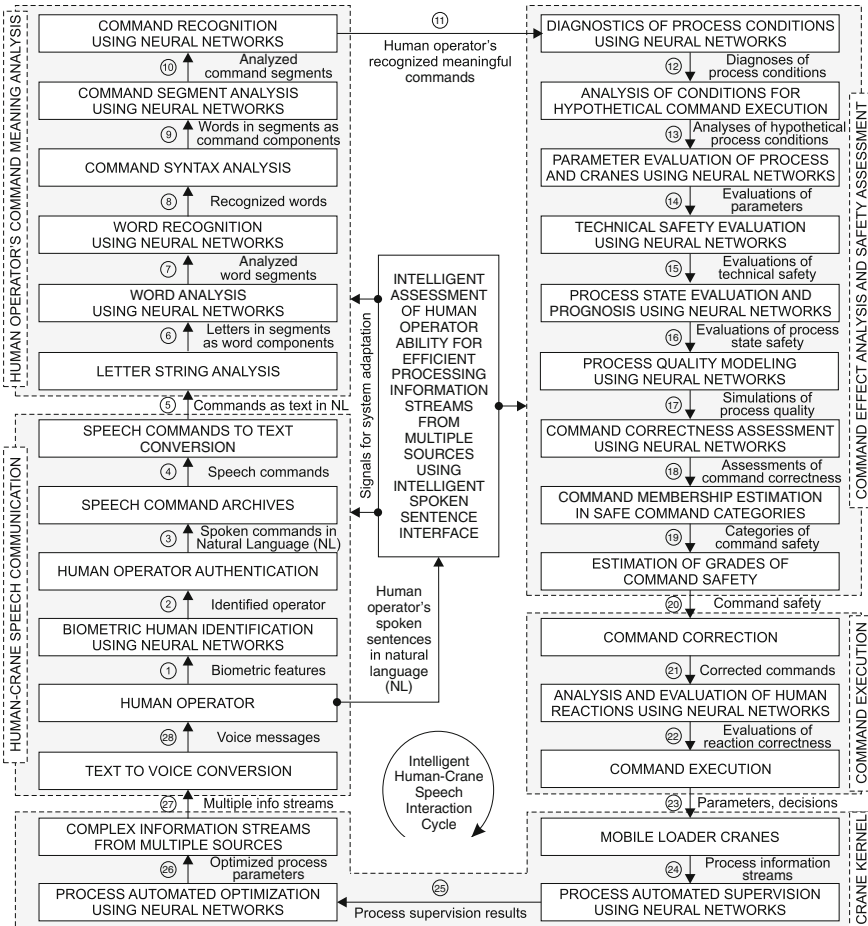 HUMAN OPERATOR'S COMMAND MEANING ANALYSIS
COMMAND RECOGNITION
USING NEURAL NETWORKS
10
Analyzed
command segments
COMMAND SEGMENT ANALYSIS
USING NEURAL NETWORKS
9
Words in segments as
command components
COMMAND SYNTAX ANALYSIS
8
Recognized words
WORD RECOGNITION
USING NEURAL NETWORKS
7
Analyzed
word segments
WORD ANALYSIS
USING NEURAL NETWORKS
6
Letters in segments
as word components
LETTER STRING ANALYSIS
5
Commands as text in NL
HUMAN-CRANE SPEECH COMMUNICATION
SPEECH COMMANDS TO TEXT
CONVERSION
4
Speech commands
SPEECH COMMAND ARCHIVES
3
Spoken commands in
Natural Language (NL)
HUMAN OPERATOR AUTHENTICATION
2
Identified operator
BIOMETRIC HUMAN IDENTIFICATION
USING NEURAL NETWORKS
1
Biometric features
HUMAN OPERATOR
28
Voice messages
TEXT TO VOICE CONVERSION
27
Multiple info streams
COMPLEX INFORMATION STREAMS
FROM MULTIPLE SOURCES
26
Optimized process
parameters
PROCESS AUTOMATED OPTIMIZATION
USING NEURAL NETWORKS
11
Human operator's
recognized meaningful
commands
Signals for system adaptation
INTELLIGENT
ASSESSMENT
OF HUMAN
OPERATOR
ABILITY FOR
EFFICIENT
PROCESSING
INFORMATION
STREAMS
FROM
MULTIPLE
SOURCES
USING
INTELLIGENT
SPOKEN
SENTENCE
INTERFACE
Human
operator's
spoken
sentences
in natural
language
(NL)
Intelligent
Human-Crane
Speech
Interaction
Cycle
25
Process supervision results
DIAGNOSTICS OF PROCESS CONDITIONS
USING NEURAL NETWORKS
12
Diagnoses of
process conditions
ANALYSIS OF CONDITIONS FOR
HYPOTHETICAL COMMAND EXECUTION
13
Analyses of hypothetical
process conditions
PARAMETER EVALUATION OF PROCESS
AND CRANES USING NEURAL NETWORKS
14
Evaluations of
parameters
TECHNICAL SAFETY EVALUATION
USING NEURAL NETWORKS
15
Evaluations of
technical safety
PROCESS STATE EVALUATION AND
PROGNOSIS USING NEURAL NETWORKS
16
Evaluations of process
state safety
PROCESS QUALITY MODELING
USING NEURAL NETWORKS
17
Simulations of
process quality
COMMAND CORRECTNESS ASSESSMENT
USING NEURAL NETWORKS
18
Assessments of
command correctness
COMMAND MEMBERSHIP ESTIMATION
IN SAFE COMMAND CATEGORIES
19
Categories of
command safety
ESTIMATION OF GRADES OF
COMMAND SAFETY
COMMAND EFFECT ANALYSIS AND SAFETY ASSESSMENT
20
Command safety
COMMAND CORRECTION
21
Corrected commands
ANALYSIS AND EVALUATION OF HUMAN
REACTIONS USING NEURAL NETWORKS
22
Evaluations of
reaction correctness
COMMAND EXECUTION
COMMAND EXECUTION
23
Parameters, decisions
MOBILE LOADER CRANES
24
Process information
streams
PROCESS AUTOMATED SUPERVISION
USING NEURAL NETWORKS
CRANE KERNEL